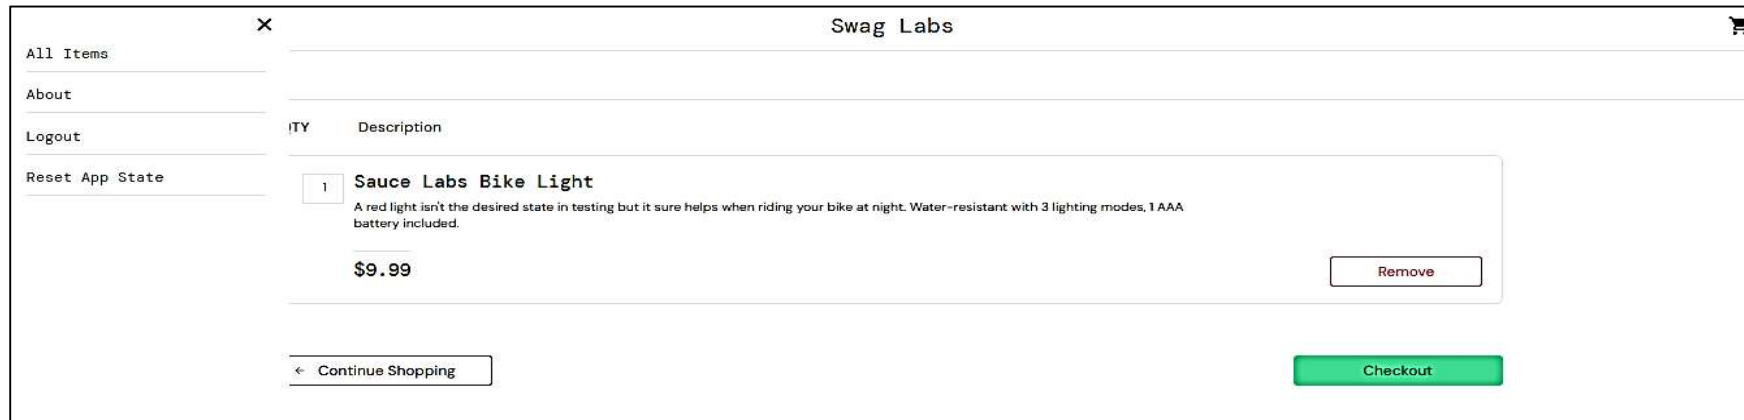 Swag Labs
All Items
About
Logout
Reset App State
QTY Description
1
Sauce Labs Bike Light
A red light isn't the desired state in testing but it sure helps when riding your bike at night. Water-resistant with 3 lighting modes, 1 AAA
battery included.
$9.99
Remove
← Continue Shopping
Checkout